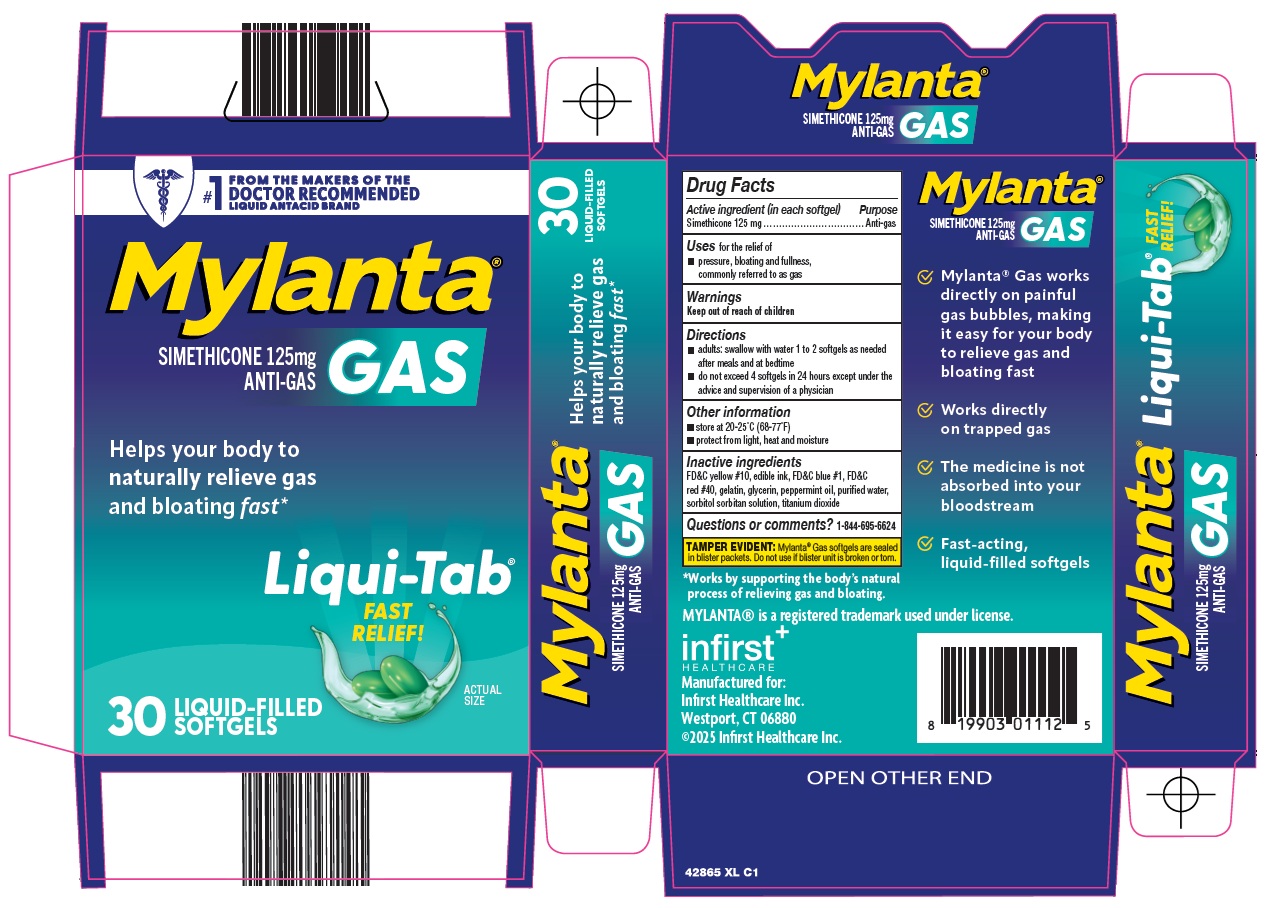 #1 FROM THE MAKERS OF THE
DOCTOR RECOMMENDED
LIQUID ANTACID BRAND
Mylanta®
SIMETHICONE 125mg
ANTI-GAS
GAS
Helps your body to
naturally relieve gas
and bloating fast*
Liqui-Tab®
FAST
RELIEF!
ACTUAL
SIZE
30 LIQUID-FILLED
SOFTGELS
30 LIQUID-FILLED
SOFTGELS
Helps your body to
naturally relieve gas
and bloating fast*
Mylanta®
GAS
SIMETHICONE 125mg
ANTI-GAS
Mylanta®
SIMETHICONE 125mg
ANTI-GAS
GAS
Drug Facts
Active ingredient (in each softgel) Purpose
Simethicone 125 mg ................................ Anti-gas
Uses for the relief of
■ pressure, bloating and fullness,
commonly referred to as gas
Warnings
Keep out of reach of children
Directions
■ adults: swallow with water 1 to 2 softgels as needed
after meals and at bedtime
■ do not exceed 4 softgels in 24 hours except under the
advice and supervision of a physician
Other information
■ store at 20-25˚C (68-77˚F)
■ protect from light, heat and moisture
Inactive ingredients
FD&C yellow #10, edible ink, FD&C blue #1, FD&C
red #40, gelatin, glycerin, peppermint oil, purified water,
sorbitol sorbitan solution, titanium dioxide
Questions or comments? 1-844-695-6624
TAMPER EVIDENT: Mylanta® Gas softgels are sealed
in blister packets. Do not use if blister unit is broken or torn.
*Works by supporting the body's natural
process of relieving gas and bloating.
MYLANTA® is a registered trademark used under license.
infirst+
HEALTHCARE
Manufactured for:
Infirst Healthcare Inc.
Westport, CT 06880
©2025 Infirst Healthcare Inc.
Mylanta®
SIMETHICONE 125mg
ANTI-GAS
GAS
Mylanta® Gas works
directly on painful
gas bubbles, making
it easy for your body
to relieve gas and
bloating fast
Works directly
on trapped gas
The medicine is not
absorbed into your
bloodstream
Fast-acting,
liquid-filled softgels
8 19903 01112 5
OPEN OTHER END
42865 XL C1
FAST
RELIEF!
Liqui-Tab®
Mylanta®
GAS
SIMETHICONE 125mg
ANTI-GAS